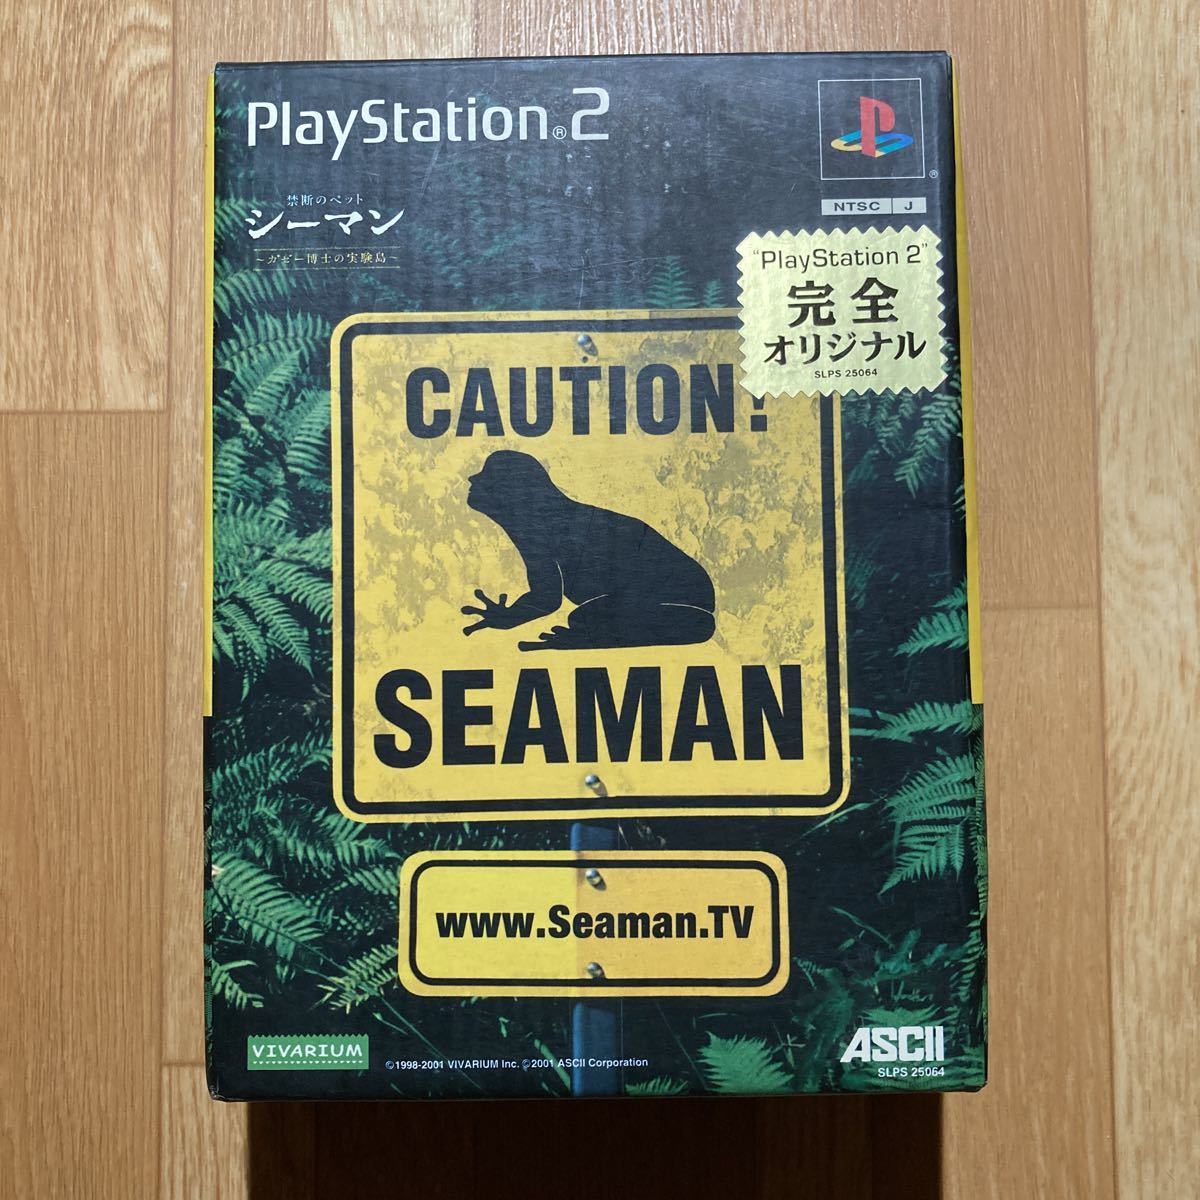 PlayStation®2
禁断のペット
シーマン
～ガゼー博士の実験島～
®
NTSC J
"PlayStation 2"
完全
オリジナル
SLPS 25064
CAUTION!
SEAMAN
www.Seaman.TV
VIVARIUM
©1998-2001 VIVARIUM Inc. ©2001 ASCII Corporation
ASCII
SLPS 25064